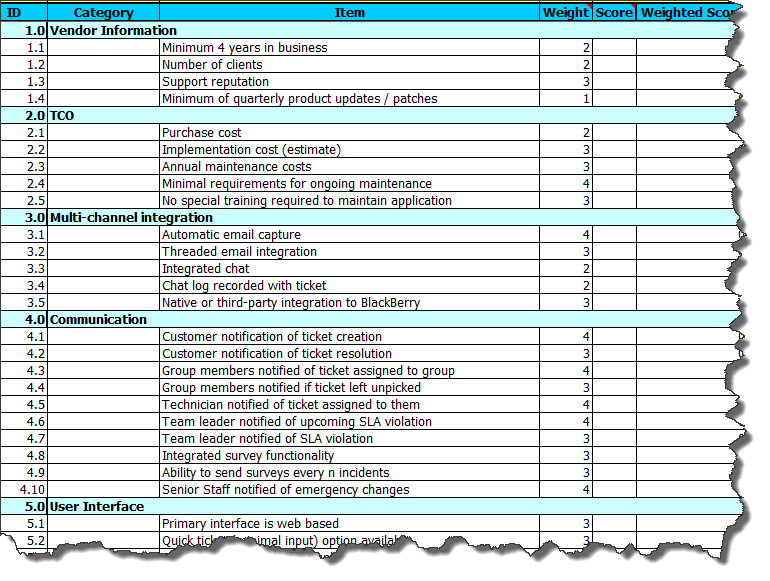 ID Category Item Weight Score Weighted
1.0 Vendor Information
1.1 Minimum 4 years in business 2
1.2 Number of clients 2
1.3 Support reputation 3
1.4 Minimum of quarterly product updates / patches 1
2.0 TCO
2.1 Purchase cost 2
2.2 Implementation cost (estimate) 3
2.3 Annual maintenance costs 3
2.4 Minimal requirements for ongoing maintenance 4
2.5 No special training required to maintain application 3
3.0 Multi-channel integration
3.1 Automatic email capture 4
3.2 Threaded email integration 3
3.3 Integrated chat 2
3.4 Chat log recorded with ticket 2
3.5 Native or third-party integration to BlackBerry 3
4.0 Communication
4.1 Customer notification of ticket creation 4
4.2 Customer notification of ticket resolution 3
4.3 Group members notified of ticket assigned to group 4
4.4 Group members notified if ticket left unpicked 3
4.5 Technician notified of ticket assigned to them 4
4.6 Team leader notified of upcoming SLA violation 4
4.7 Team leader notified of SLA violation 3
4.8 Integrated survey functionality 3
4.9 Ability to send surveys every n incidents 3
4.10 Senior Staff notified of emergency changes 4
5.0 User Interface
5.1 Primary interface is web based 3
5.2 Quick option 3